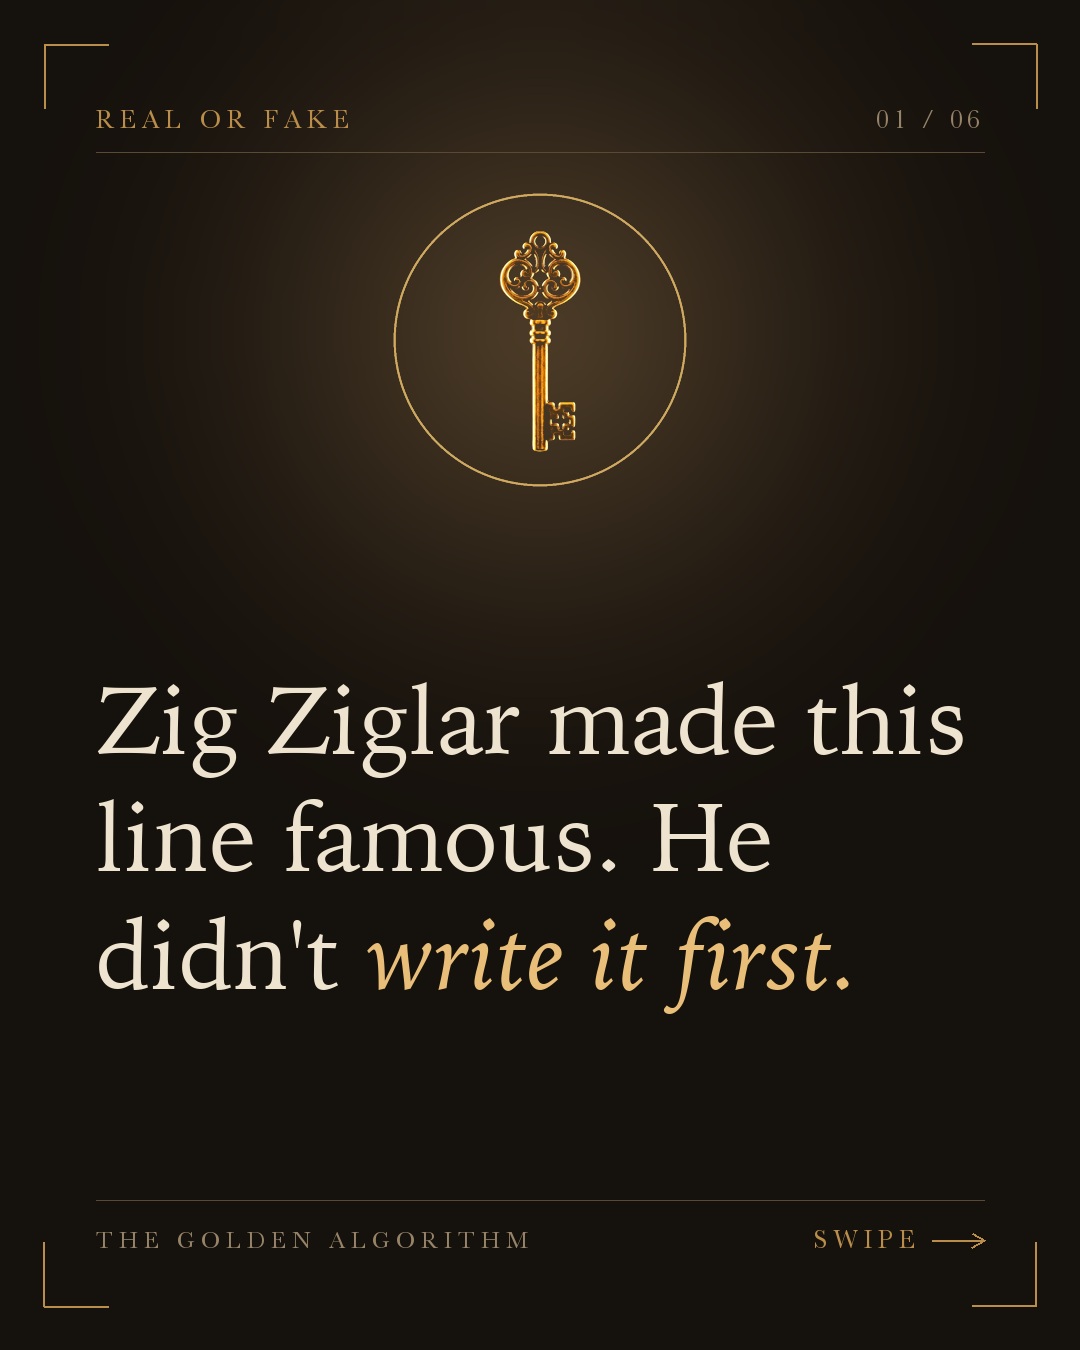 REAL OR FAKE
01 / 06
Zig Ziglar made this
line famous. He
didn't write it first.
THE GOLDEN ALGORITHM
SWIPE